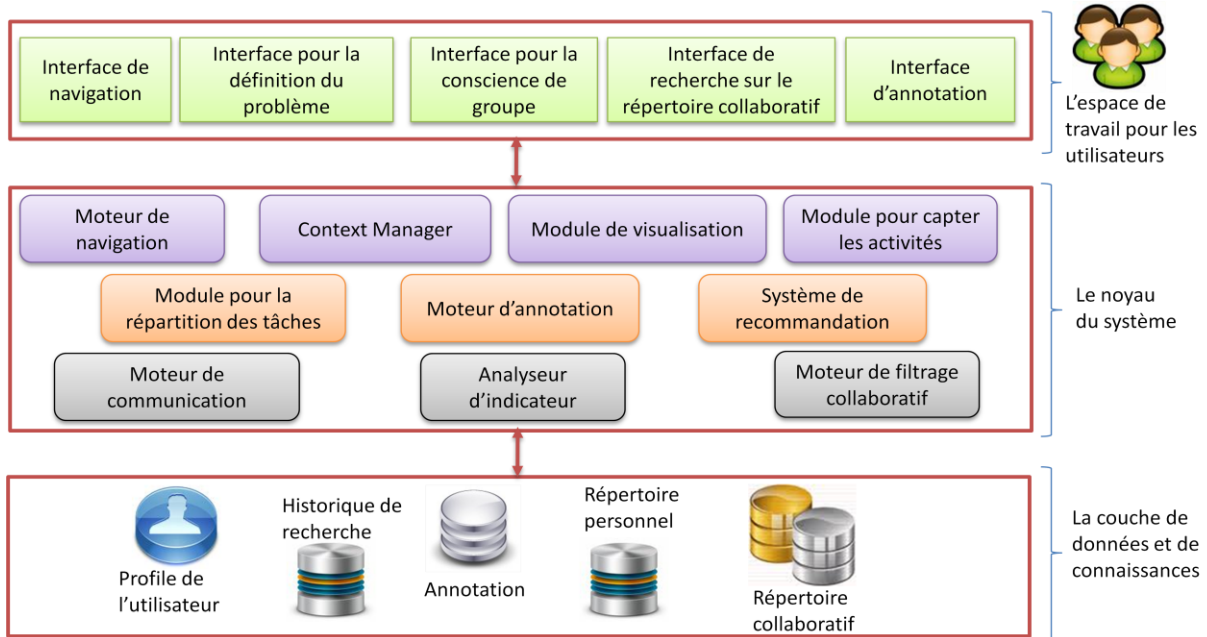 Interface de
navigation
Interface pour la
définition du
problème
Interface pour la
conscience de
groupe
Interface de
recherche sur le
répertoire collaboratif
Interface
d’annotation
L’espace de
travail pour les
utilisateurs
Moteur de
navigation
Context Manager
Module de visualisation
Module pour capter
les activités
Module pour la
répartition des tâches
Moteur d’annotation
Système de
recommandation
Moteur de
communication
Analyseur
d’indicateur
Moteur de filtrage
collaboratif
Le noyau
du système
Profile de
l’utilisateur
Historique de
recherche
Annotation
Répertoire
personnel
Répertoire
collaboratif
La couche de
données et de
connaissances